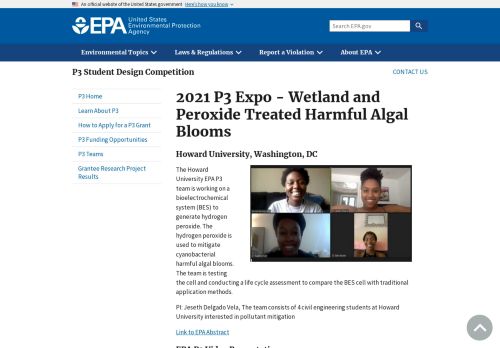 An official website of the United States government Here's how you know
EPA United States
Environmental Protection
Agency
Search EPA.gov
Environmental Topics
Laws & Regulations
Report a Violation
About EPA
P3 Student Design Competition
CONTACT US
P3 Home
Learn About P3
How to Apply for a P3 Grant
P3 Funding Opportunities
P3 Teams
Grantee Research Project
Results
2021 P3 Expo - Wetland and
Peroxide Treated Harmful Algal
Blooms
Howard University, Washington, DC
The Howard
University EPA P3
team is working on a
bioelectrochemical
system (BES) to
generate hydrogen
peroxide. The
hydrogen peroxide is
used to mitigate
cyanobacterial
harmful algal blooms.
The team is testing
the cell and conducting a life cycle assessment to compare the BES cell with traditional
application methods.
PI: Jeseth Delgado Vela, The team consists of 4 civil engineering students at Howard
University interested in pollutant mitigation
Link to EPA Abstract